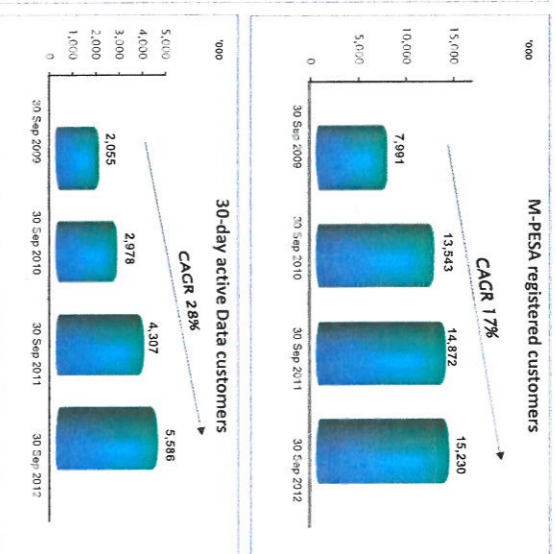 M-PESA registered customers
'000
CAGR 17%
15,000
10,000
5,000
0
7,991
13,543
14,872
15,230
30 Sep 2009
30 Sep 2010
30 Sep 2011
30 Sep 2012
30-day active Data customers
'000
CAGR 28%
5,000
4,000
3,000
2,000
1,000
0
2,055
2,978
4,307
5,586
30 Sep 2009
30 Sep 2010
30 Sep 2011
30 Sep 2012